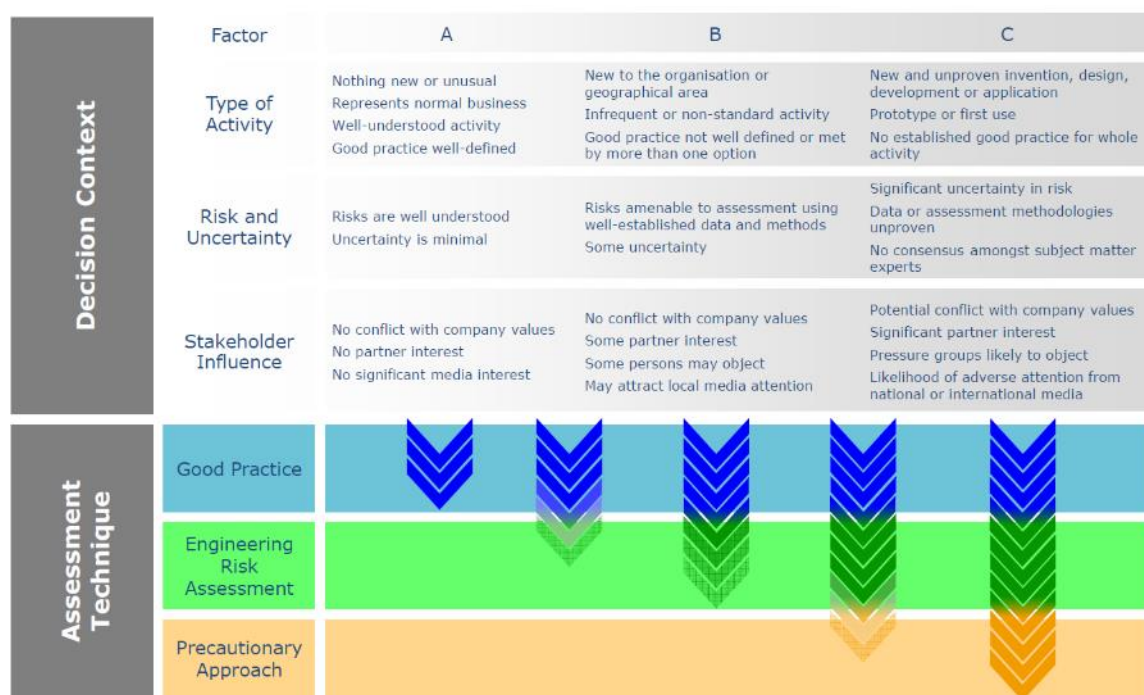 Decision Context
Factor
A
B
C
Type of
Activity
Nothing new or unusual
Represents normal business
Well-understood activity
Good practice well-defined
New to the organisation or
geographical area
Infrequent or non-standard activity
Good practice not well defined or met
by more than one option
New and unproven invention, design,
development or application
Prototype or first use
No established good practice for whole
activity
Risk and
Uncertainty
Risks are well understood
Uncertainty is minimal
Risks amenable to assessment using
well-established data and methods
Some uncertainty
Significant uncertainty in risk
Data or assessment methodologies
unproven
No consensus amongst subject matter
experts
Stakeholder
Influence
No conflict with company values
No partner interest
No significant media interest
No conflict with company values
Some partner interest
Some persons may object
May attract local media attention
Potential conflict with company values
Significant partner interest
Pressure groups likely to object
Likelihood of adverse attention from
national or international media
Assessment
Technique
Good Practice
Engineering
Risk
Assessment
Precautionary
Approach